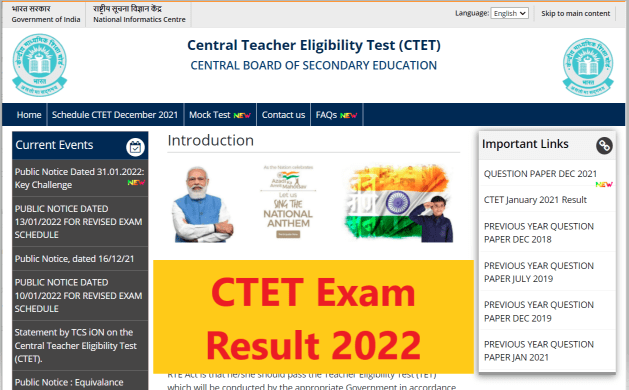 भारत सरकार
Government of India
राष्ट्रीय सूचना विज्ञान केंद्र
National Informatics Centre
Language: English
Skip to main content
Central Teacher Eligibility Test (CTET)
CENTRAL BOARD OF SECONDARY EDUCATION
Home
Schedule CTET December 2021
Mock Test NEW
Contact us
FAQs NEW
Current Events
Public Notice Dated 31.01.2022:
Key Challenge NEW
PUBLIC NOTICE DATED
13/01/2022 FOR REVISED EXAM
SCHEDULE
Public Notice, dated 16/12/21
PUBLIC NOTICE DATED
10/01/2022 FOR REVISED EXAM
SCHEDULE
Statement by TCS iON on the
Central Teacher Eligibility Test
(CTET).
Public Notice : Equivalance
Introduction
As the Nation celebrates
Azadi Ka
Amrit Mahotsav
LET US
SING THE
NATIONAL
ANTHEM
CTET Exam
Result 2022
RTE Act is that he/she should pass the Teacher Eligibility Test (TET)
which will be conducted by the appropriate Government in accordance
Important Links
QUESTION PAPER DEC 2021
NEW
CTET January 2021 Result
PREVIOUS YEAR QUESTION
PAPER DEC 2018
PREVIOUS YEAR QUESTION
PAPER JULY 2019
PREVIOUS YEAR QUESTION
PAPER DEC 2019
PREVIOUS YEAR QUESTION
PAPER JAN 2021